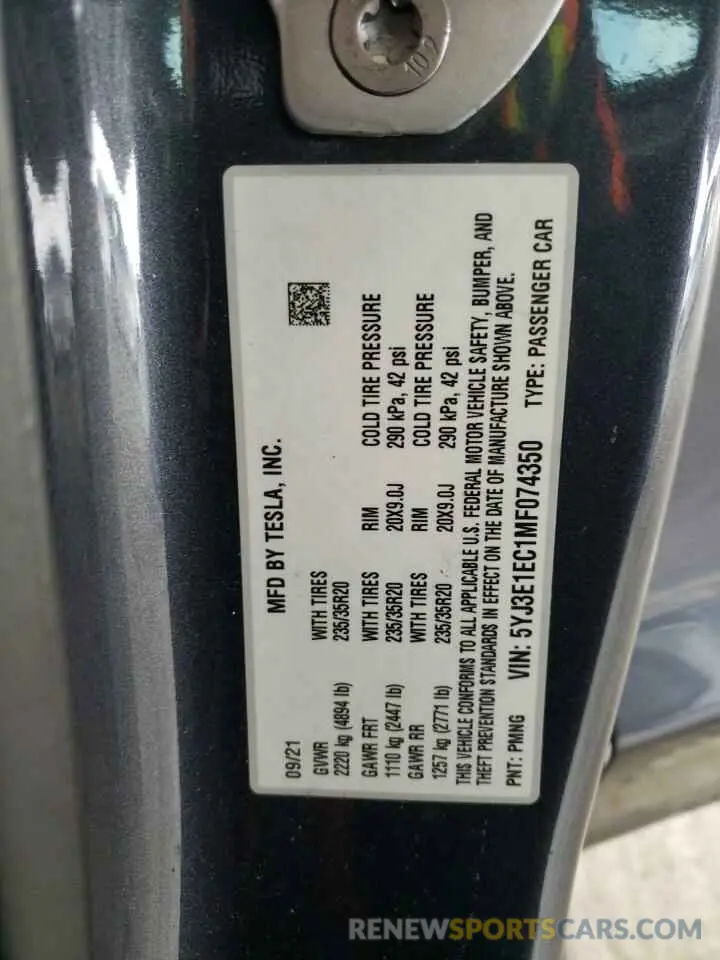 10.9
09/21
MFD BY TESLA, INC.
GVWR WITH TIRES
2220 kg (4894 lb) 235/35R20
GAWR FRT WITH TIRES RIM COLD TIRE PRESSURE
1110 kg (2447 lb) 235/35R20 20X9.0J 290 kPa, 42 psi
GAWR RR RIM COLD TIRE PRESSURE
1257 kg (2771 lb) 235/35R20 20X9.0J 290 kPa, 42 psi
THIS VEHICLE CONFORMS TO ALL APPLICABLE U.S. FEDERAL MOTOR VEHICLE SAFETY, BUMPER, AND
THEFT PREVENTION STANDARDS IN EFFECT ON THE DATE OF MANUFACTURE SHOWN ABOVE.
PNT: PMNG VIN: 5YJ3E1EC1MF074350 TYPE: PASSENGER CAR
RENEWSPORTSCARS.COM